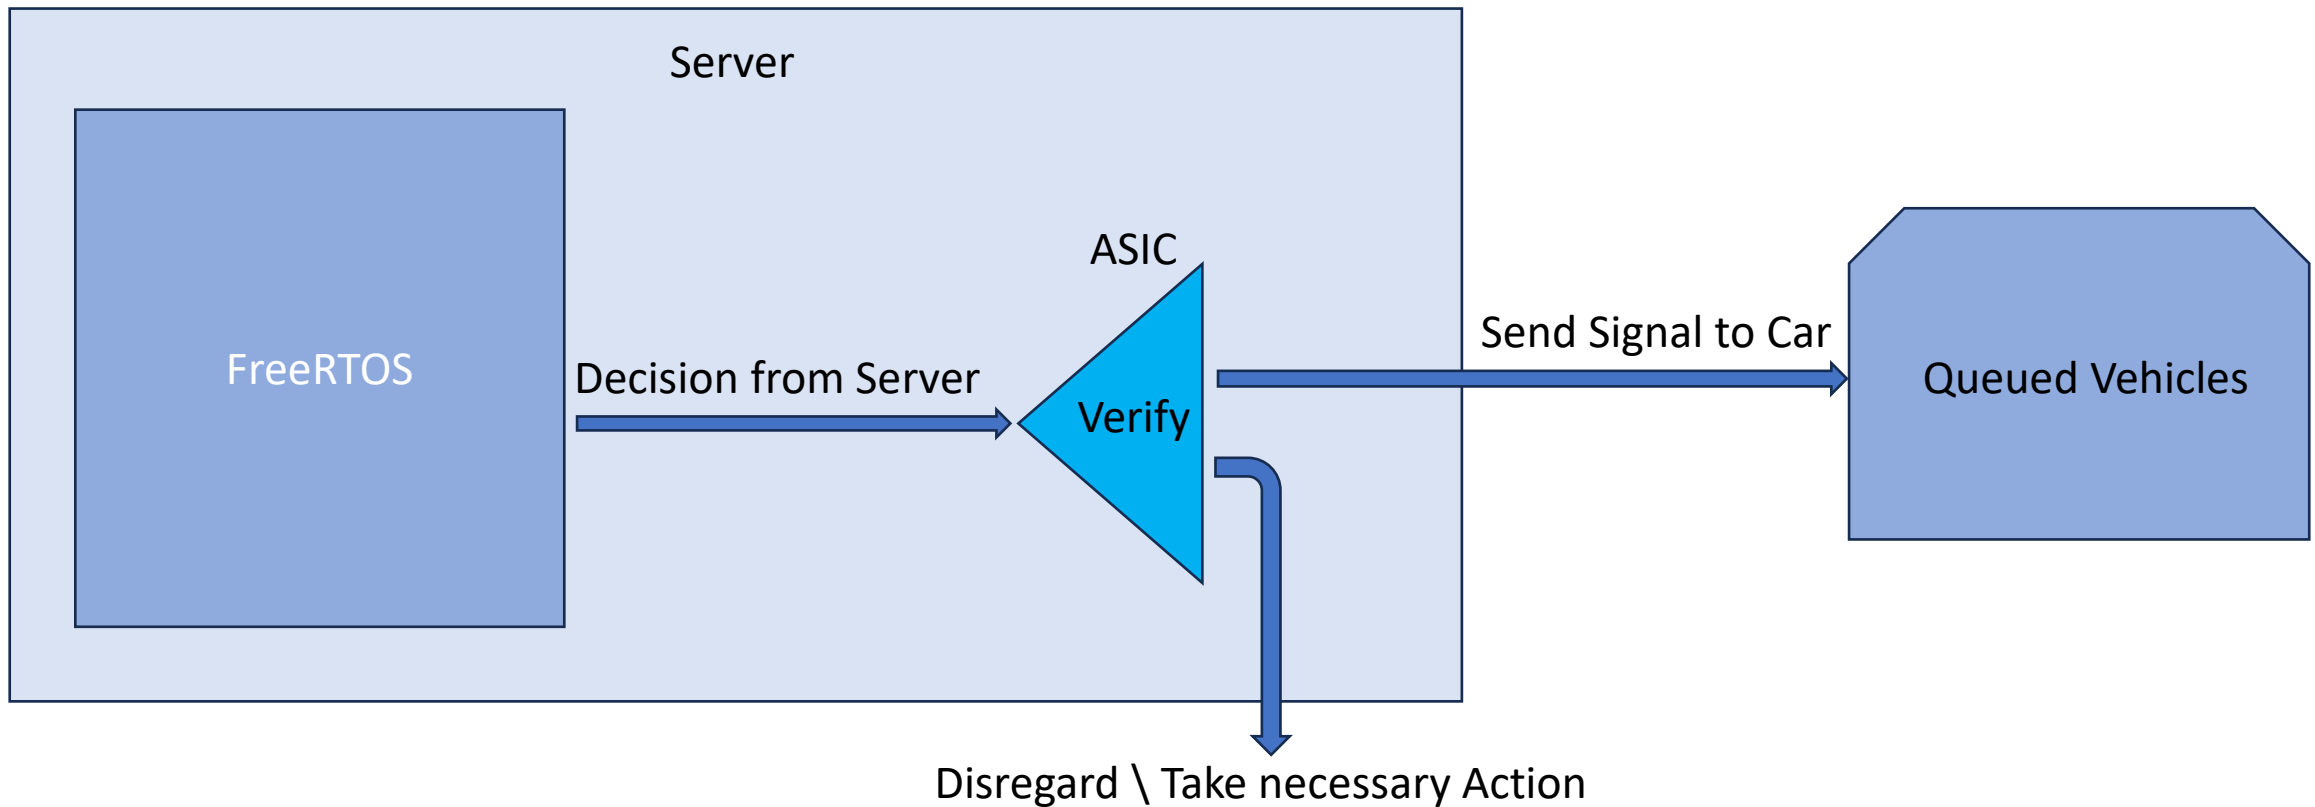 Server
ASIC
FreeRTOS
Decision from Server
Verify
Send Signal to Car
Queued Vehicles
Disregard \ Take necessary Action